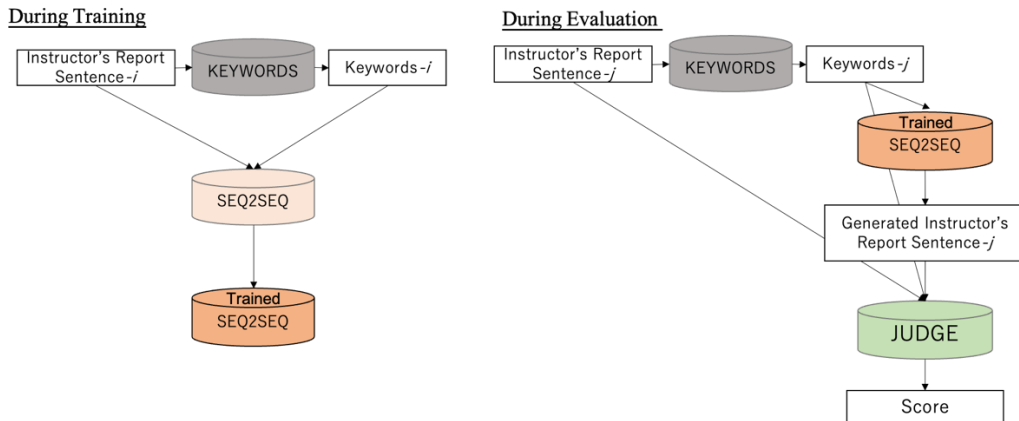 During Training
Instructor's Report
Sentence-i
KEYWORDS
Keywords-i
SEQ2SEQ
Trained
SEQ2SEQ
During Evaluation
Instructor's Report
Sentence-j
KEYWORDS
Keywords-j
Trained
SEQ2SEQ
Generated Instructor's
Report Sentence-j
JUDGE
Score